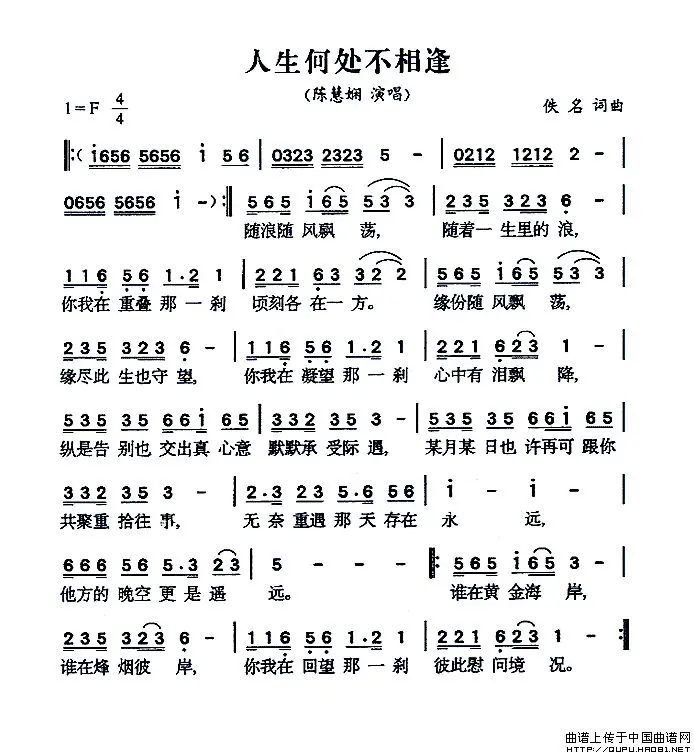 人生何处不相逢
(陈慧娴 演唱)
1=F 4/4 佚名 词曲
‖:( i656 5656 i 5 6 | 0323 2323 5 - | 0212 1212 2 - |
0656 5656 i -):‖ 565 i65 53 3 | 235 323 6 - |
随浪随 风飘 荡, 随着一 生里的 浪,
116 56 1·2 1 | 221 63 32 2 | 565 i65 53 3 |
你我在 重叠 那一刹 顷刻各 在一 方。 缘份随 风飘 荡,
235 323 6 - | 116 56 1·2 1 | 221 623 1 - |
缘尽此 生也守 望, 你我在 凝望 那一刹 心中有 泪飘 降,
535 35 66i 65 | 332 35 3 - | 535 35 66i 65 |
纵是告 别也 交出真 心意 默默承 受际 遇, 某月某 日也 许再可 跟你
332 35 3 - | 2·3 23 5·6 56 | i - i - |
共聚重 拾往 事, 无奈 重遇 那天 存在 永 远,
666 56 5·3 23 | 5 - - - ‖: 565 i65 53 3 |
他方的 晚空 更是 遥 远。 谁在黄 金海 岸,
235 323 6 - | 116 56 1·2 1 | 221 623 1 - :‖
谁在烽 烟彼 岸, 你我在 回望 那一刹 彼此慰 问境 况。
曲谱上传于中国曲谱网
http://www.QUPU.HAO81.NET